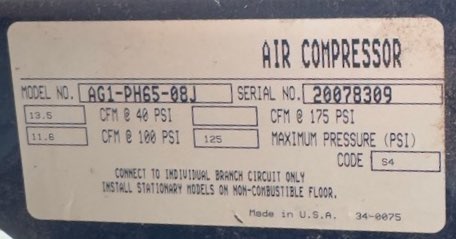 AIR COMPRESSOR
MODEL NO. AG1-PH65-08J SERIAL NO. 20078309
13.5 CFM @ 40 PSI CFM @ 175 PSI
11.6 CFM @ 100 PSI 125 MAXIMUM PRESSURE (PSI)
CODE S4
CONNECT TO INDIVIDUAL BRANCH CIRCUIT ONLY
INSTALL STATIONARY MODELS ON NON-COMBUSTIBLE FLOOR.
Made in U.S.A. 34-0075